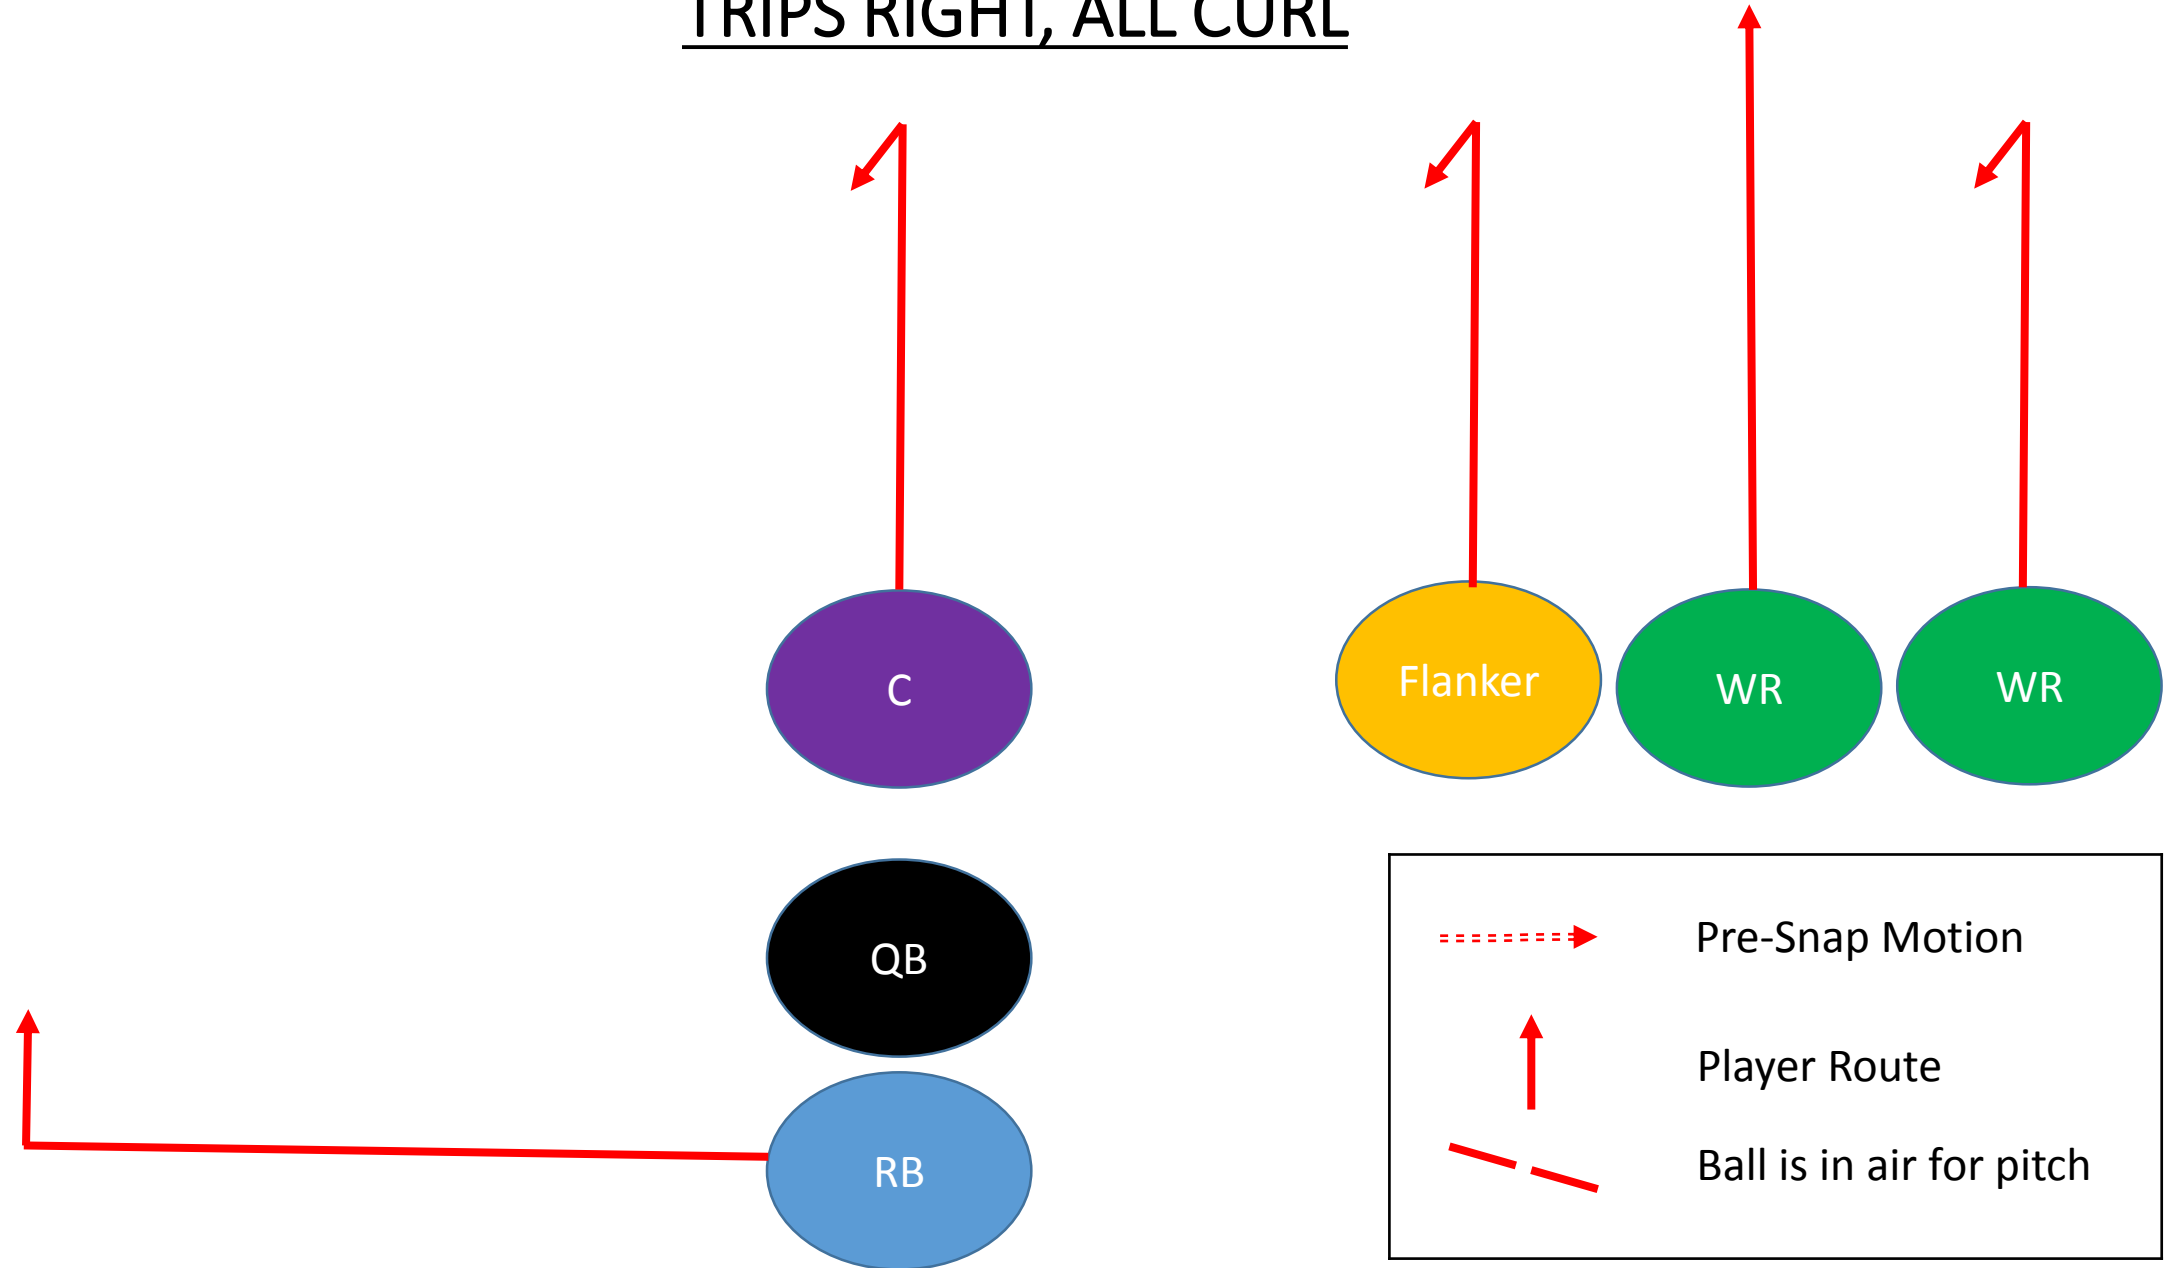 TRIPS RIGHT, ALL CURL
C
Flanker
WR
WR
QB
RB
Pre-Snap Motion
Player Route
Ball is in air for pitch